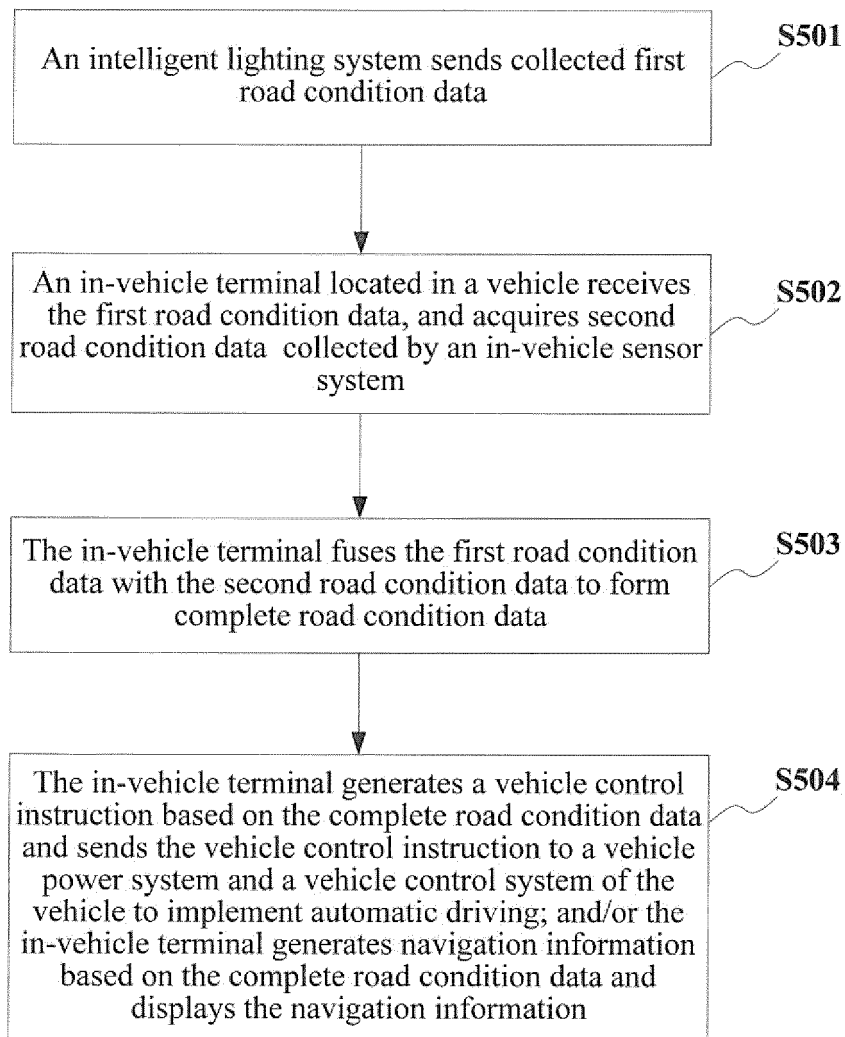 An intelligent lighting system sends collected first
road condition data
S501
An in-vehicle terminal located in a vehicle receives
the first road condition data, and acquires second
road condition data collected by an in-vehicle sensor
system
S502
The in-vehicle terminal fuses the first road condition
data with the second road condition data to form
complete road condition data
S503
The in-vehicle terminal generates a vehicle control
instruction based on the complete road condition data
and sends the vehicle control instruction to a vehicle
power system and a vehicle control system of the
vehicle to implement automatic driving; and/or the
in-vehicle terminal generates navigation information
based on the complete road condition data and
displays the navigation information
S504